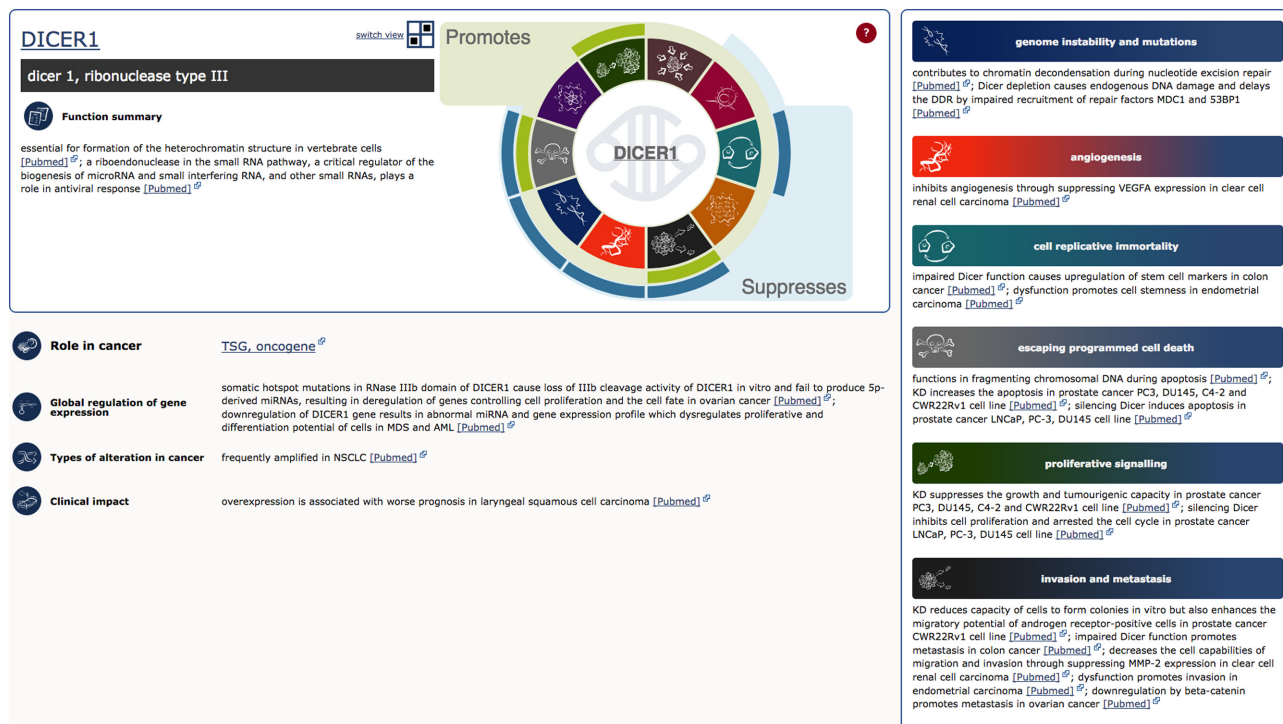 DICER1
switch view
dicer 1, ribonuclease type III
Function summary
essential for formation of the heterochromatin structure in vertebrate cells
[Pubmed] ; a riboendonuclease in the small RNA pathway, a critical regulator of the
biogenesis of microRNA and small interfering RNA, and other small RNAs, plays a
role in antiviral response [Pubmed]
Promotes
?
DICER1
Suppresses
Role in cancer
TSG, oncogene
Global regulation of gene
expression
somatic hotspot mutations in RNase IIIb domain of DICER1 cause loss of IIIb cleavage activity of DICER1 in vitro and fail to produce 5p-
derived miRNAs, resulting in deregulation of genes controlling cell proliferation and the cell fate in ovarian cancer [Pubmed] ;
downregulation of DICER1 gene results in abnormal miRNA and gene expression profile which dysregulates proliferative and
differentiation potential of cells in MDS and AML [Pubmed]
Types of alteration in cancer
frequently amplified in NSCLC [Pubmed]
Clinical impact
overexpression is associated with worse prognosis in laryngeal squamous cell carcinoma [Pubmed]
genome instability and mutations
contributes to chromatin decondensation during nucleotide excision repair
[Pubmed] ; Dicer depletion causes endogenous DNA damage and delays
the DDR by impaired recruitment of repair factors MDC1 and 53BP1
[Pubmed]
angiogenesis
inhibits angiogenesis through suppressing VEGFA expression in clear cell
renal cell carcinoma [Pubmed]
cell replicative immortality
impaired Dicer function causes upregulation of stem cell markers in colon
cancer [Pubmed] ; dysfunction promotes cell stemness in endometrial
carcinoma [Pubmed]
escaping programmed cell death
functions in fragmenting chromosomal DNA during apoptosis [Pubmed] ;
KD increases the apoptosis in prostate cancer PC3, DU145, C4-2 and
CWR22Rv1 cell line [Pubmed] ; silencing Dicer induces apoptosis in
prostate cancer LNCaP, PC-3, DU145 cell line [Pubmed]
proliferative signalling
KD suppresses the growth and tumourigenic capacity in prostate cancer
PC3, DU145, C4-2 and CWR22Rv1 cell line [Pubmed] ; silencing Dicer
inhibits cell proliferation and arrested the cell cycle in prostate cancer
LNCaP, PC-3, DU145 cell line [Pubmed]
invasion and metastasis
KD reduces capacity of cells to form colonies in vitro but also enhances the
migratory potential of androgen receptor-positive cells in prostate cancer
CWR22Rv1 cell line [Pubmed] ; impaired Dicer function promotes
metastasis in colon cancer [Pubmed] ; decreases the cell capabilities of
migration and invasion through suppressing MMP-2 expression in clear cell
renal cell carcinoma [Pubmed] ; dysfunction promotes invasion in
endometrial carcinoma [Pubmed] ; downregulation by beta-catenin
promotes metastasis in ovarian cancer [Pubmed]